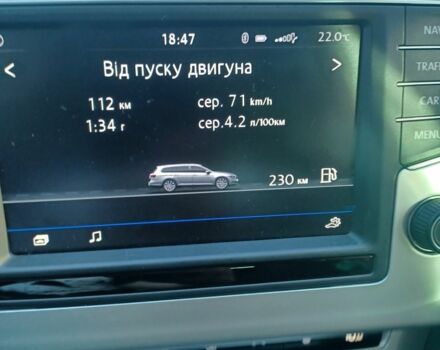 18:47 22.0°C
< Від пуску двигуна >
112 км сер. 71 km/h
1:34 г сер. 4.2 л/100км
230 км
NAV
TRAFF
CAR
MENU